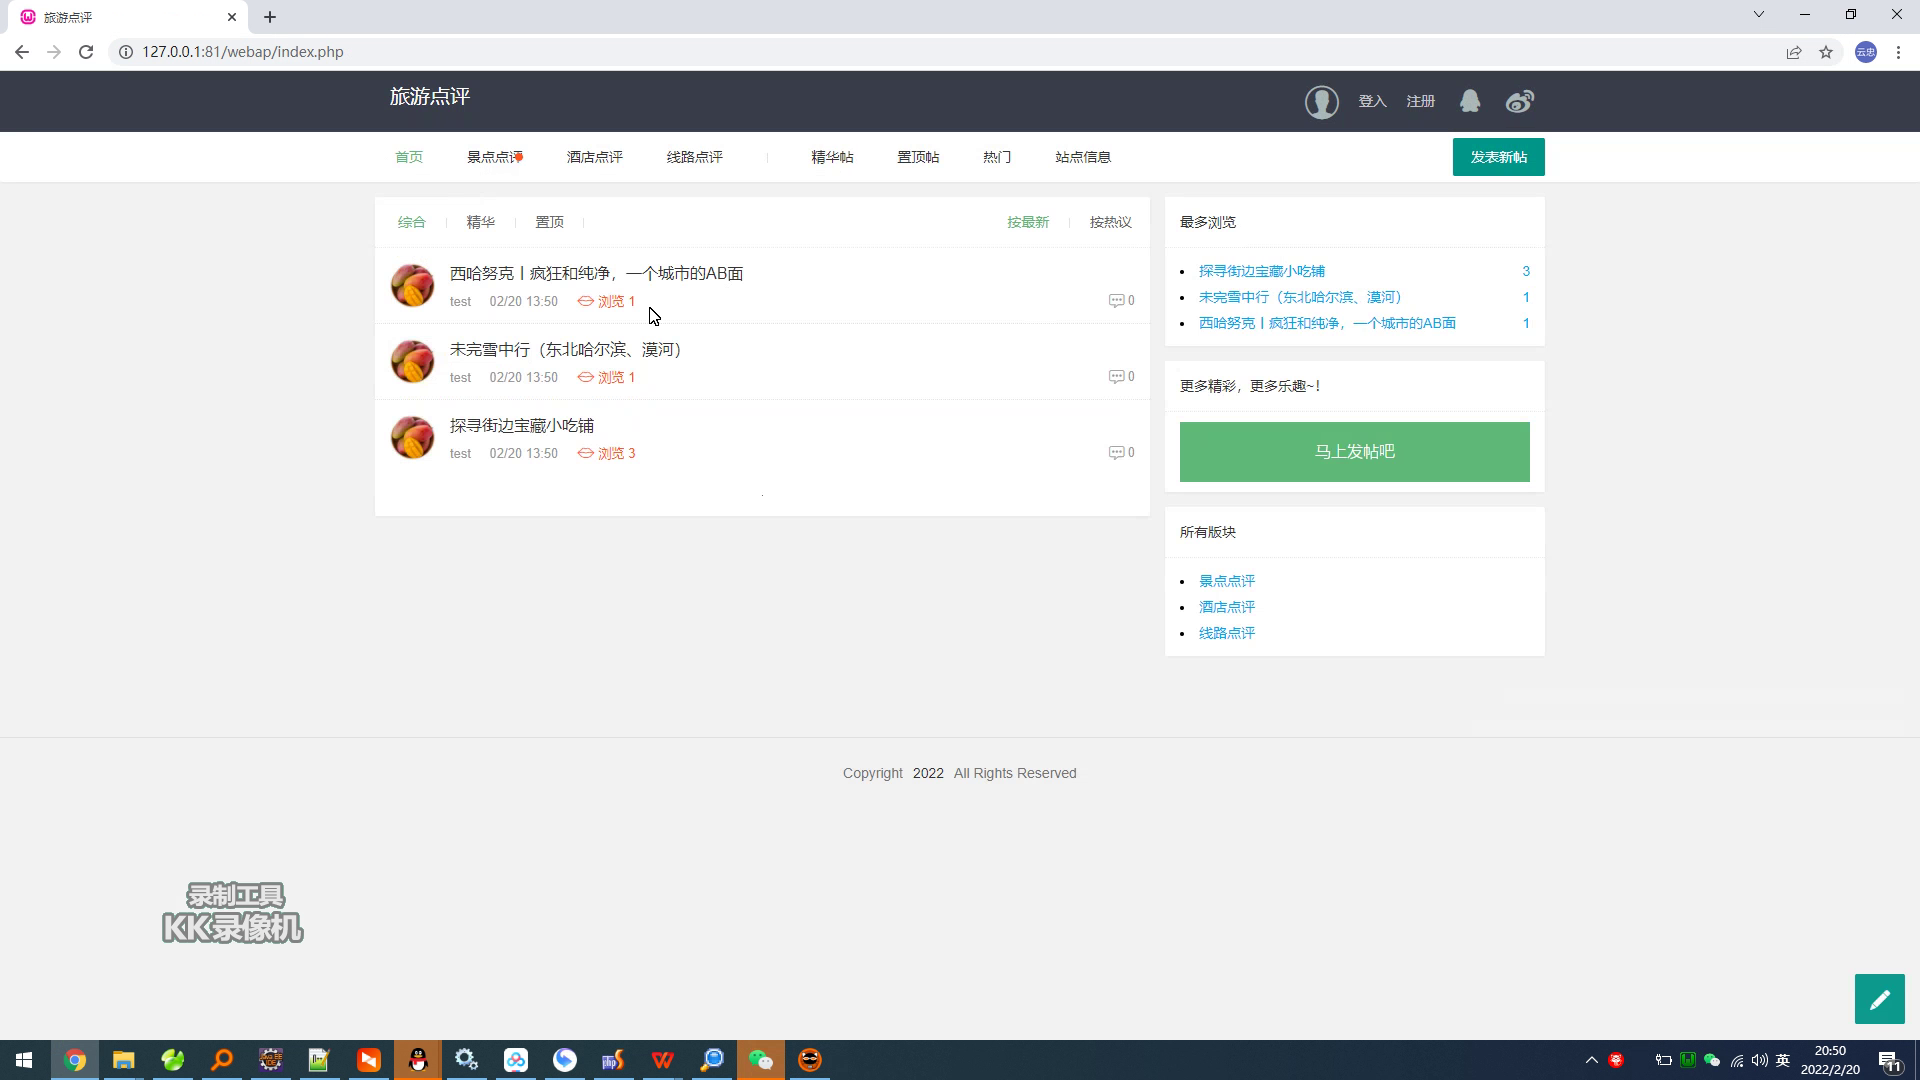 旅游点评
127.0.0.1:81/webap/index.php
云忠
旅游点评
登入 注册
首页 景点点评 酒店点评 线路点评 精华帖 置顶帖 热门 站点信息 发表新帖
综合 精华 置顶 按最新 按热议
西哈努克丨疯狂和纯净，一个城市的AB面
test 02/20 13:50 浏览 1 0
未完雪中行（东北哈尔滨、漠河）
test 02/20 13:50 浏览 1 0
探寻街边宝藏小吃铺
test 02/20 13:50 浏览 3 0
最多浏览
探寻街边宝藏小吃铺 3
未完雪中行（东北哈尔滨、漠河） 1
西哈努克丨疯狂和纯净，一个城市的AB面 1
更多精彩，更多乐趣~！
马上发帖吧
所有版块
景点点评
酒店点评
线路点评
Copyright 2022 All Rights Reserved
录制工具
KK录像机
英
20:50
2022/2/20
11